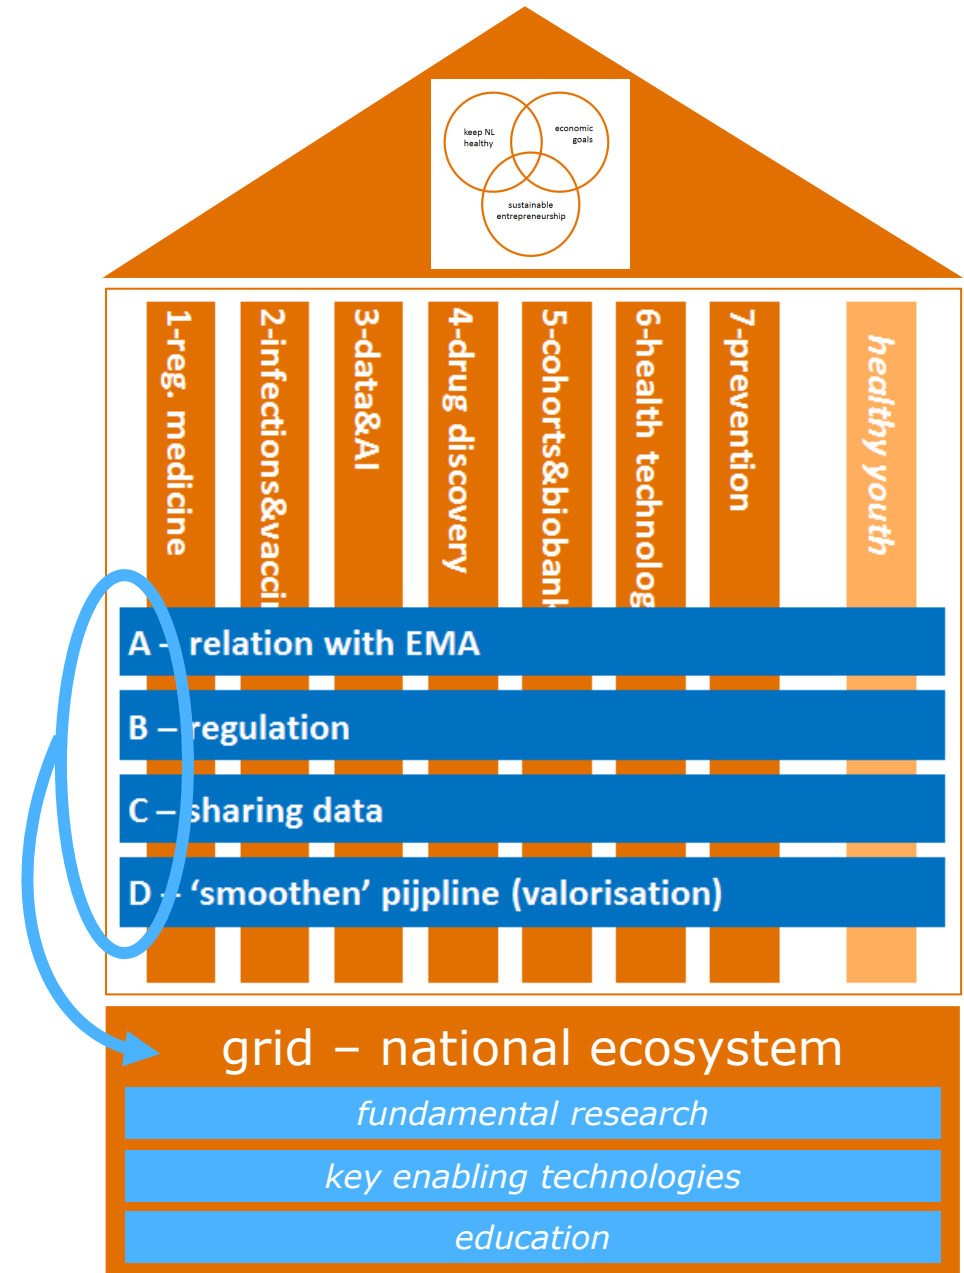 keep NL
healthy
economic
goals
sustainable
entrepreneurship
1-reg. medicine
2-infections&vacci
3-data&AI
4-drug discovery
5-cohorts&bioban
6-health technolog
7-prevention
healthy youth
A – relation with EMA
B – regulation
C – sharing data
D – ‘smoothen’ pijpline (valorisation)
grid – national ecosystem
fundamental research
key enabling technologies
education